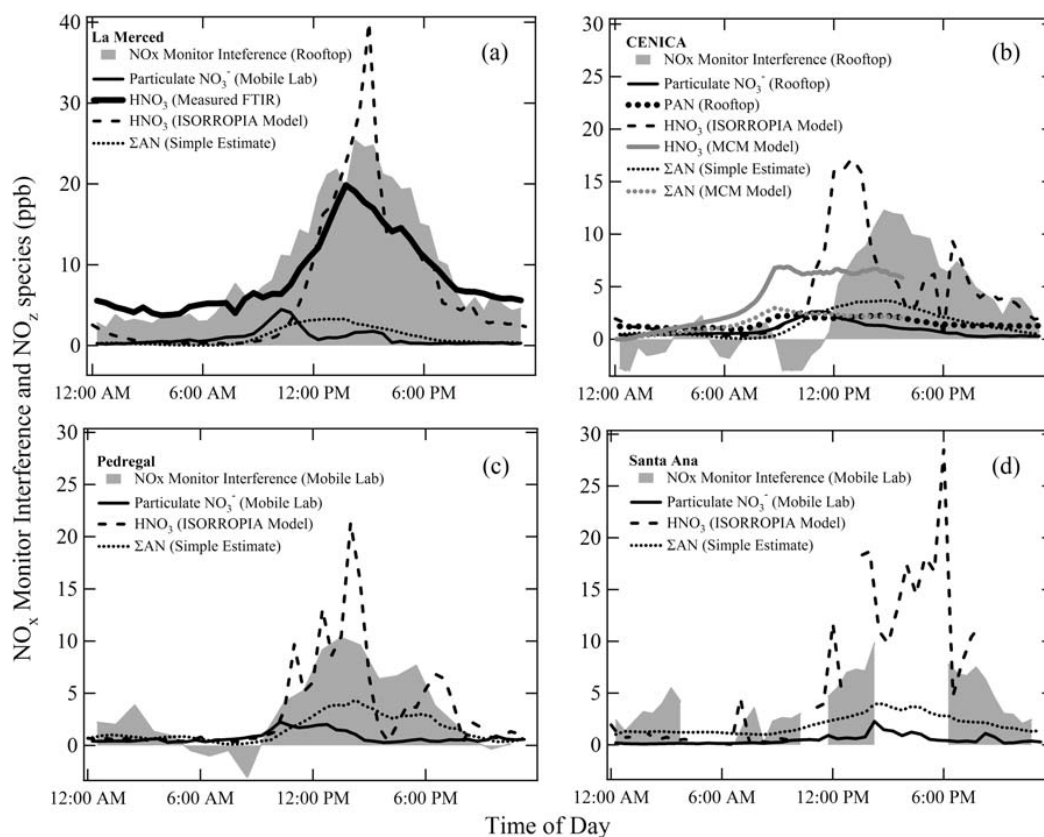 NOx Monitor Interference and NOz species (ppb)
(a)
La Merced
NOx Monitor Inteference (Rooftop)
Particulate NO3- (Mobile Lab)
HNO3 (Measured FTIR)
HNO3 (ISORROPIA Model)
ΣAN (Simple Estimate)
40
30
20
10
0
12:00 AM 6:00 AM 12:00 PM 6:00 PM
(b)
CENICA
NOx Monitor Interference (Rooftop)
Particulate NO3- (Rooftop)
PAN (Rooftop)
HNO3 (ISORROPIA Model)
HNO3 (MCM Model)
ΣAN (Simple Estimate)
ΣAN (MCM Model)
30
25
20
15
10
5
0
12:00 AM 6:00 AM 12:00 PM 6:00 PM
(c)
Pedregal
NOx Monitor Interference (Mobile Lab)
Particulate NO3- (Mobile Lab)
HNO3 (ISORROPIA Model)
ΣAN (Simple Estimate)
30
25
20
15
10
5
0
12:00 AM 6:00 AM 12:00 PM 6:00 PM
(d)
Santa Ana
NOx Monitor Interference (Mobile Lab)
Particulate NO3- (Mobile Lab)
HNO3 (ISORROPIA Model)
ΣAN (Simple Estimate)
30
25
20
15
10
5
0
12:00 AM 6:00 AM 12:00 PM 6:00 PM
Time of Day